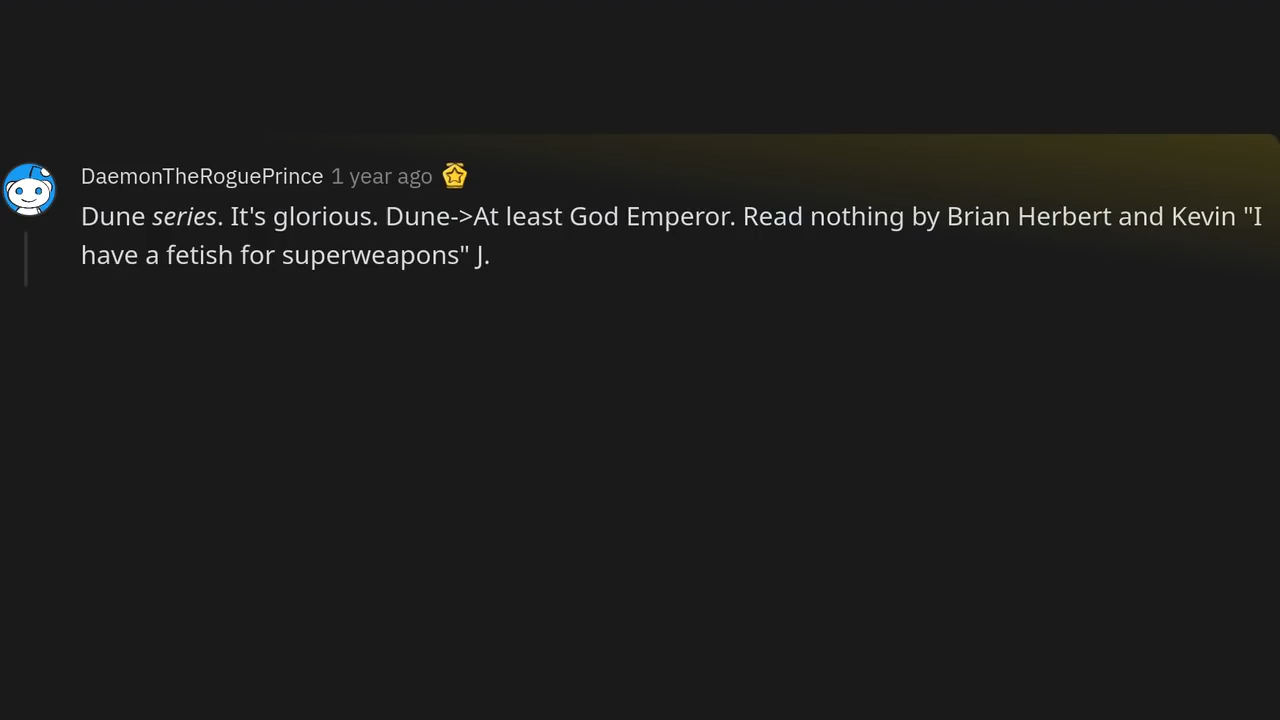 DaemonTheRoguePrince 1 year ago
Dune series. It's glorious. Dune->At least God Emperor. Read nothing by Brian Herbert and Kevin "I
have a fetish for superweapons" J.